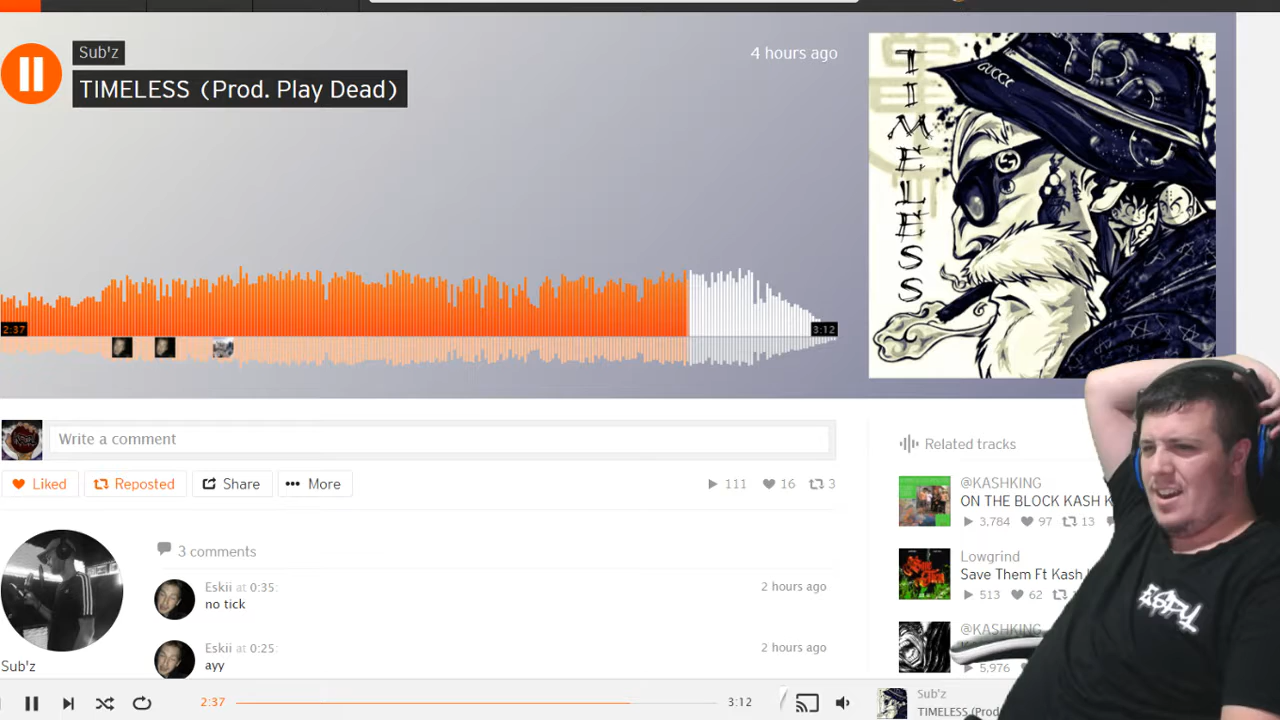 Sub'z
4 hours ago
TIMELESS (Prod. Play Dead)
GUCCI
TIMELESS
2:37
3:12
Write a comment
Liked
Reposted
Share
More
111
16
3
Related tracks
@KASHKING
ON THE BLOCK KASH K
3,784
97
13
3 comments
Lowgrind
Save Them Ft Kash
513
62
Eskii at 0:35:
2 hours ago
no tick
@KASHKING
5,976
Eskii at 0:25:
2 hours ago
ayy
Sub'z
2:37
3:12
Sub'z
TIMELESS (Prod